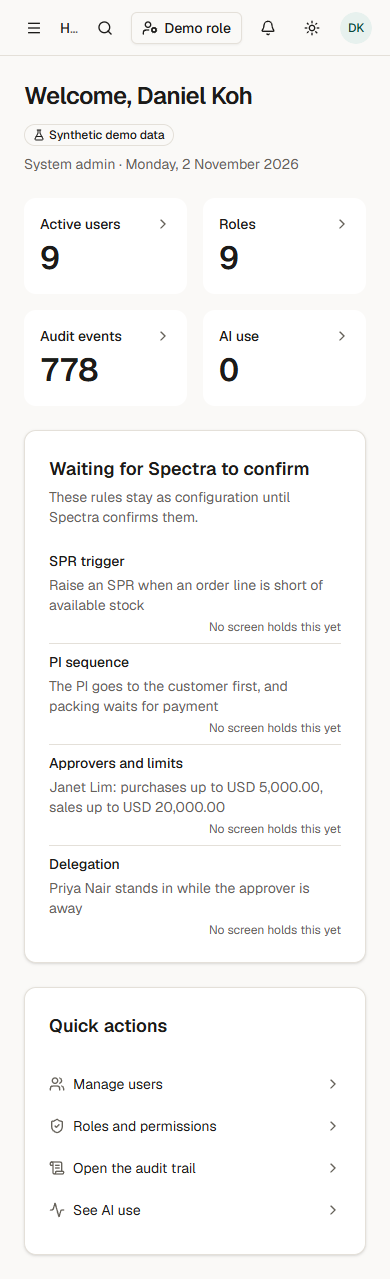 H...
Demo role
DK
Welcome, Daniel Koh
Synthetic demo data
System admin · Monday, 2 November 2026
Active users
9
Roles
9
Audit events
778
AI use
0
Waiting for Spectra to confirm
These rules stay as configuration until
Spectra confirms them.
SPR trigger
Raise an SPR when an order line is short of
available stock
No screen holds this yet
PI sequence
The PI goes to the customer first, and
packing waits for payment
No screen holds this yet
Approvers and limits
Janet Lim: purchases up to USD 5,000.00,
sales up to USD 20,000.00
No screen holds this yet
Delegation
Priya Nair stands in while the approver is
away
No screen holds this yet
Quick actions
Manage users
Roles and permissions
Open the audit trail
See AI use